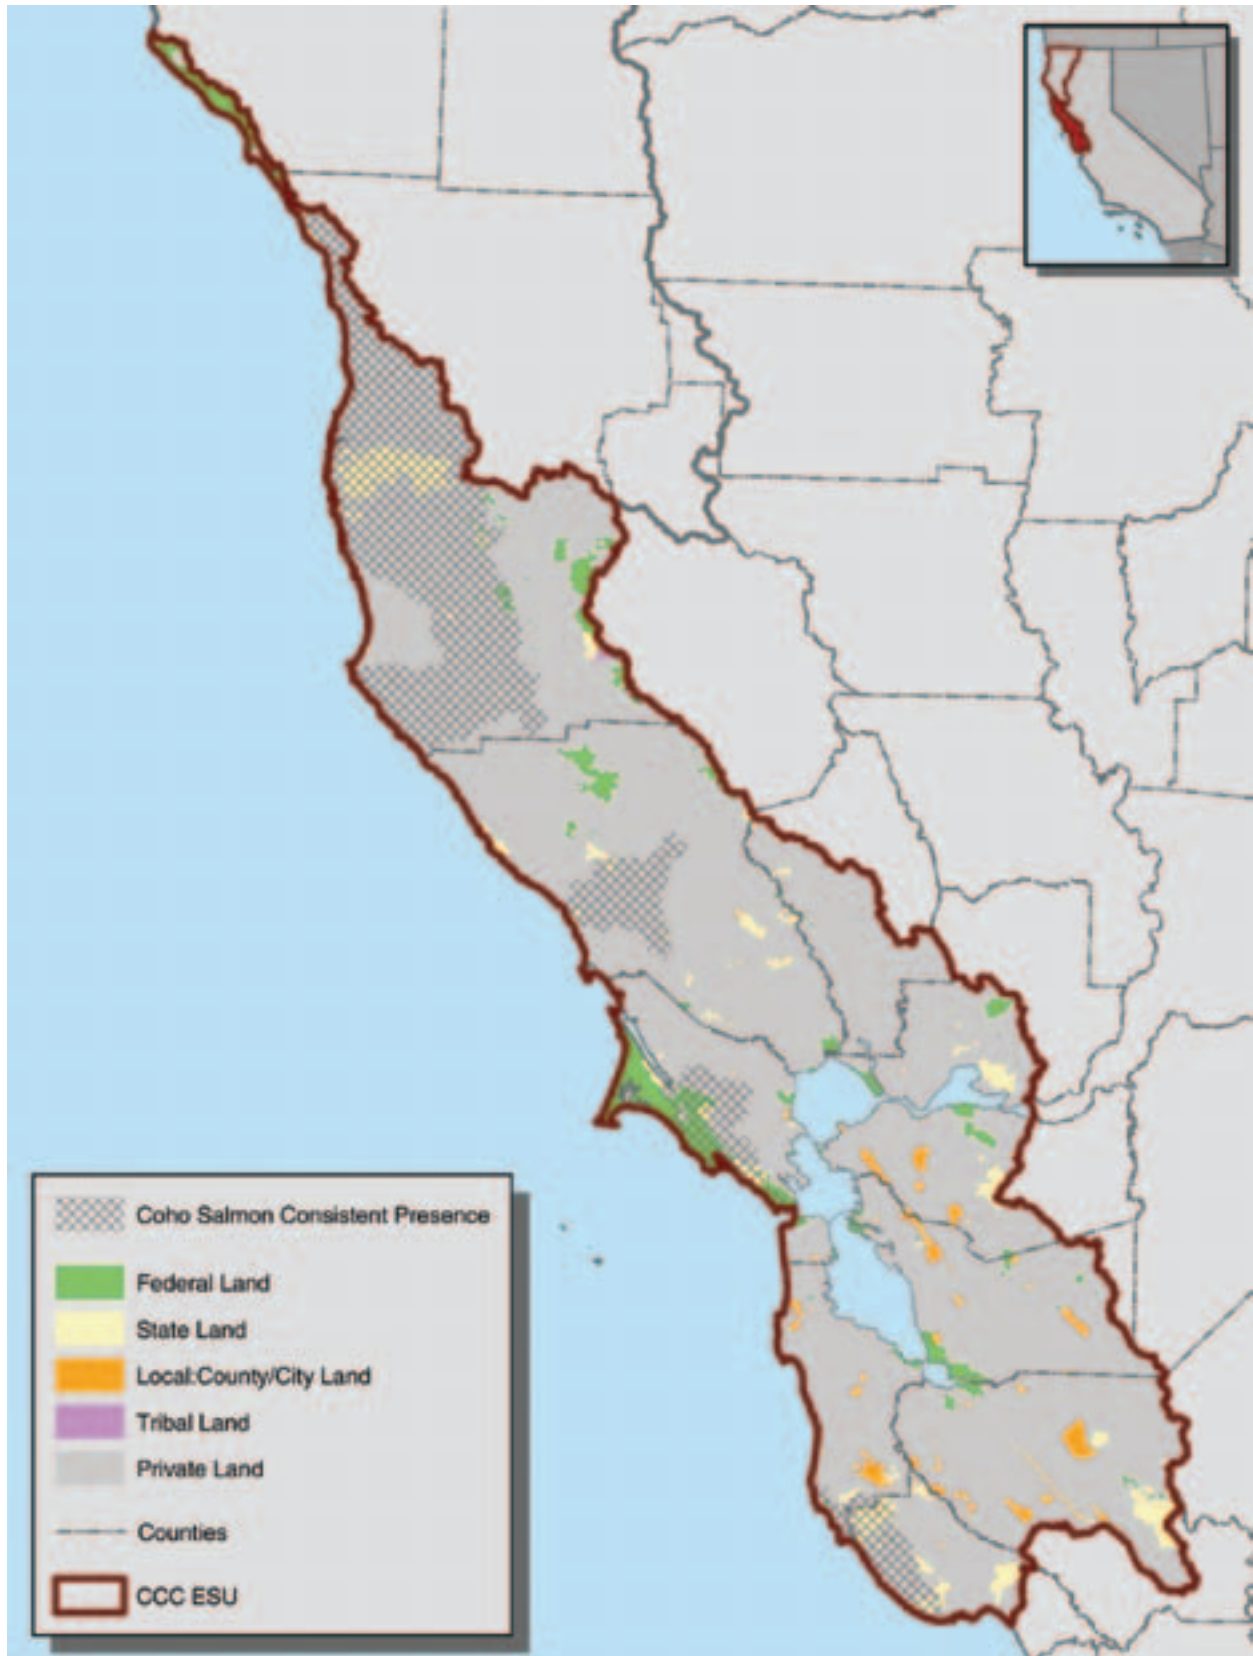 Coho Salmon Consistent Presence
Federal Land
State Land
Local:County/City Land
Tribal Land
Private Land
Counties
CCC ESU